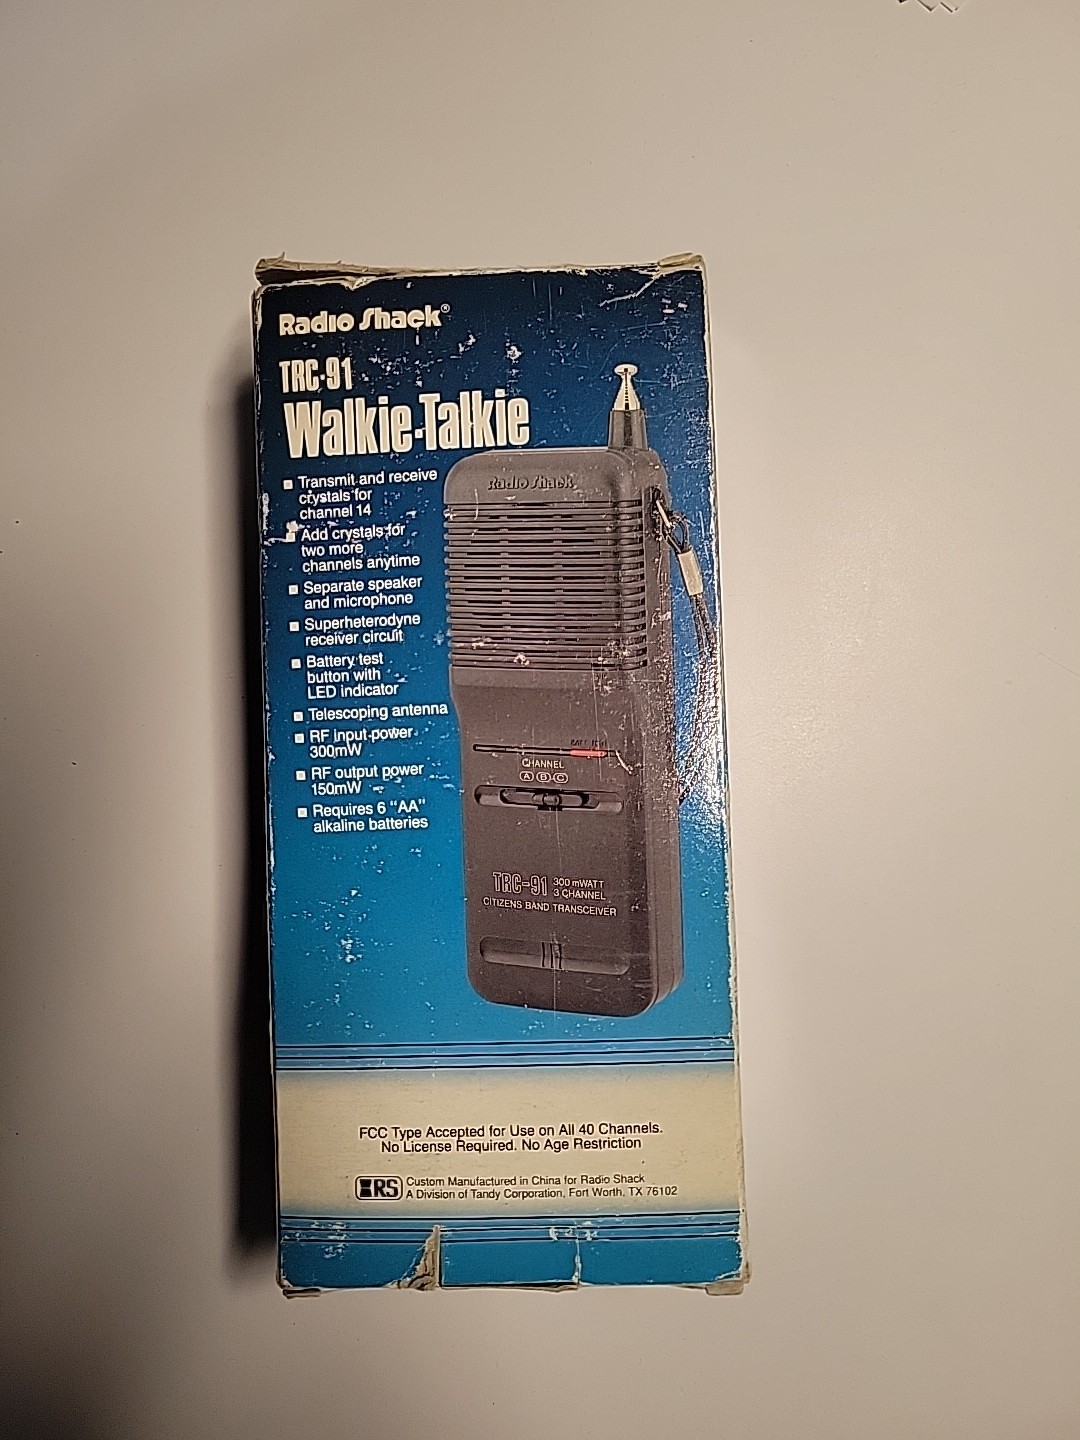 Radio Shack®
TRC-91
Walkie-Talkie
Transmit and receive
crystals for
channel 14
Add crystals for
two more
channels anytime
Separate speaker
and microphone
Superheterodyne
receiver circuit
Battery test
button with
LED indicator
Telescoping antenna
RF input power
300mW
RF output power
150mW
Requires 6 "AA"
alkaline batteries
Radio Shack
CHANNEL
A B C
TRC-91 300 mWATT
3 CHANNEL
CITIZENS BAND TRANSCEIVER
FCC Type Accepted for Use on All 40 Channels.
No License Required. No Age Restriction
RS Custom Manufactured in China for Radio Shack
A Division of Tandy Corporation, Fort Worth, TX 76102